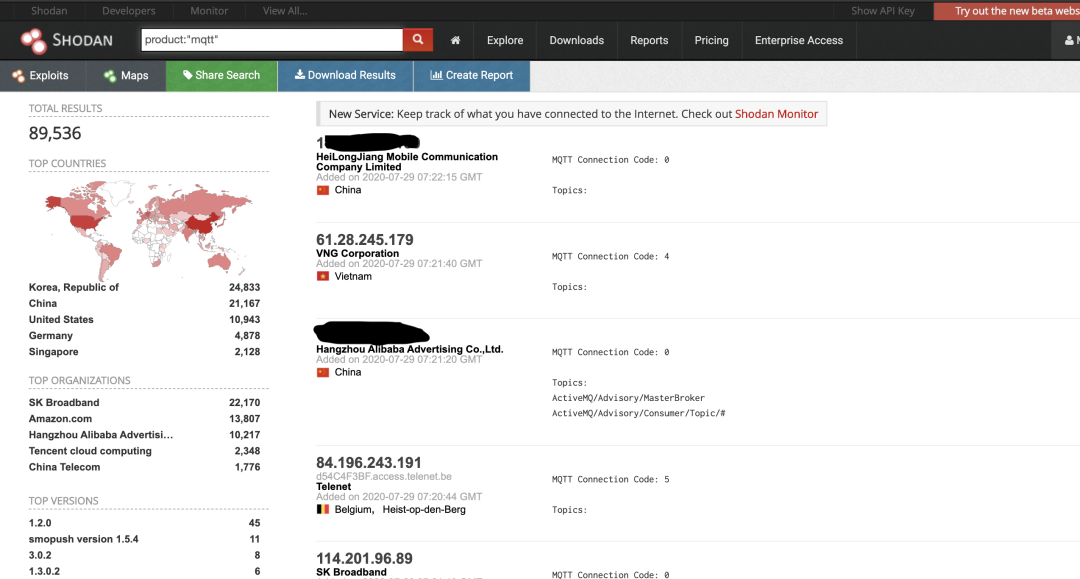 Shodan Developers Monitor View All... Show API Key Try out the new beta webs
SHODAN product:"mqtt" Explore Downloads Reports Pricing Enterprise Access
Exploits Maps Share Search Download Results Create Report
TOTAL RESULTS
89,536
TOP COUNTRIES
Korea, Republic of 24,833
China 21,167
United States 10,943
Germany 4,878
Singapore 2,128
TOP ORGANIZATIONS
SK Broadband 22,170
Amazon.com 13,807
Hangzhou Alibaba Advertisi... 10,217
Tencent cloud computing 2,348
China Telecom 1,776
TOP VERSIONS
1.2.0 45
smopush version 1.5.4 11
3.0.2 8
1.3.0.2 6
New Service: Keep track of what you have connected to the Internet. Check out Shodan Monitor
1
HeiLongJiang Mobile Communication
Company Limited
Added on 2020-07-29 07:22:15 GMT
China
MQTT Connection Code: 0
Topics:
61.28.245.179
VNG Corporation
Added on 2020-07-29 07:21:40 GMT
Vietnam
MQTT Connection Code: 4
Topics:
Hangzhou Alibaba Advertising Co.,Ltd.
Added on 2020-07-29 07:21:20 GMT
China
MQTT Connection Code: 0
Topics:
ActiveMQ/Advisory/MasterBroker
ActiveMQ/Advisory/Consumer/Topic/#
84.196.243.191
d54C4F3BF.access.telenet.be
Telenet
Added on 2020-07-29 07:20:44 GMT
Belgium, Heist-op-den-Berg
MQTT Connection Code: 5
Topics:
114.201.96.89
SK Broadband
MQTT Connection Code: 0